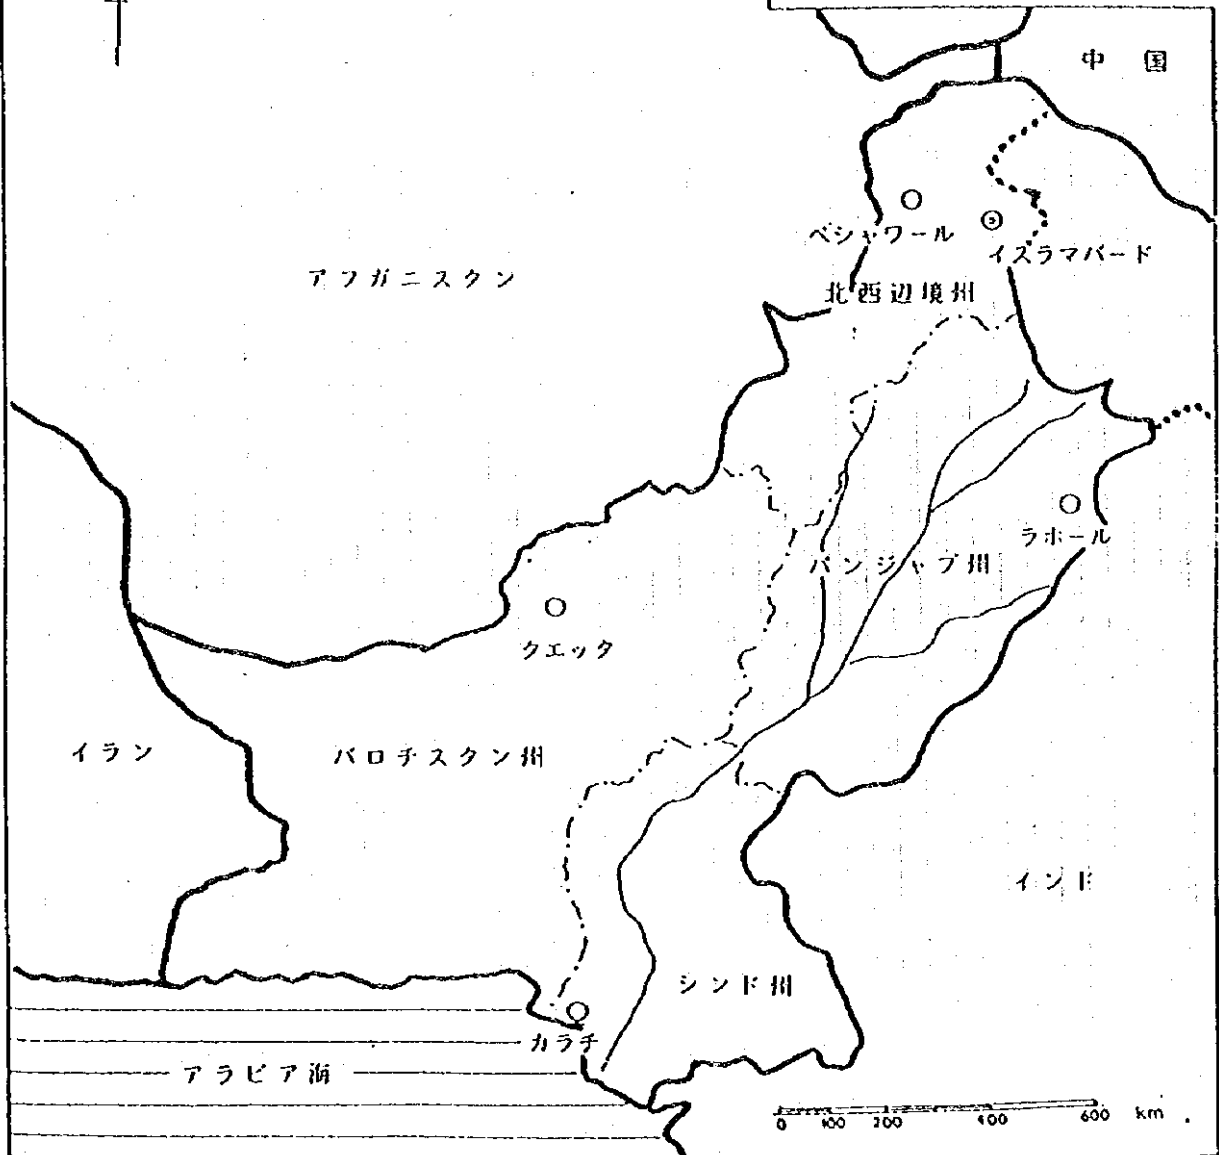 中国
ペシャワール
イスラマバード
アフガニスタン
北西辺境州
ラホール
パンジャブ州
クエッタ
イラン
バロチスタン州
インド
シンド州
カラチ
アラビア海
0 100 200 400 600 km